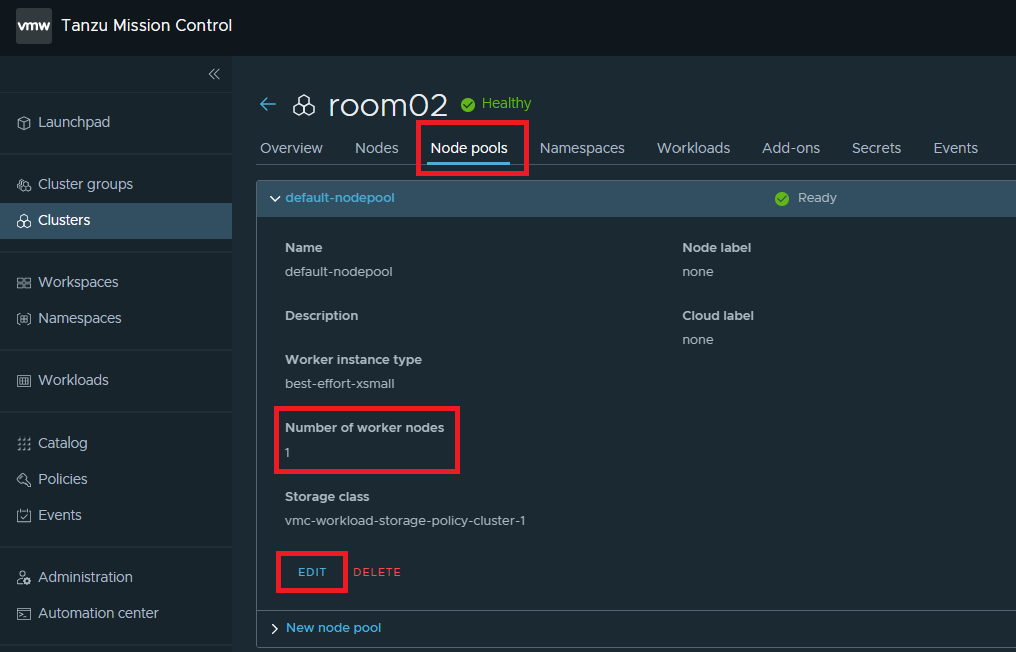 vmw Tanzu Mission Control
Launchpad
Cluster groups
Clusters
Workspaces
Namespaces
Workloads
Catalog
Policies
Events
Administration
Automation center
room02 Healthy
Overview Nodes Node pools Namespaces Workloads Add-ons Secrets Events
default-nodepool Ready
Name
default-nodepool
Description
Worker instance type
best-effort-xsmall
Number of worker nodes
1
Storage class
vmc-workload-storage-policy-cluster-1
Node label
none
Cloud label
none
EDIT DELETE
New node pool